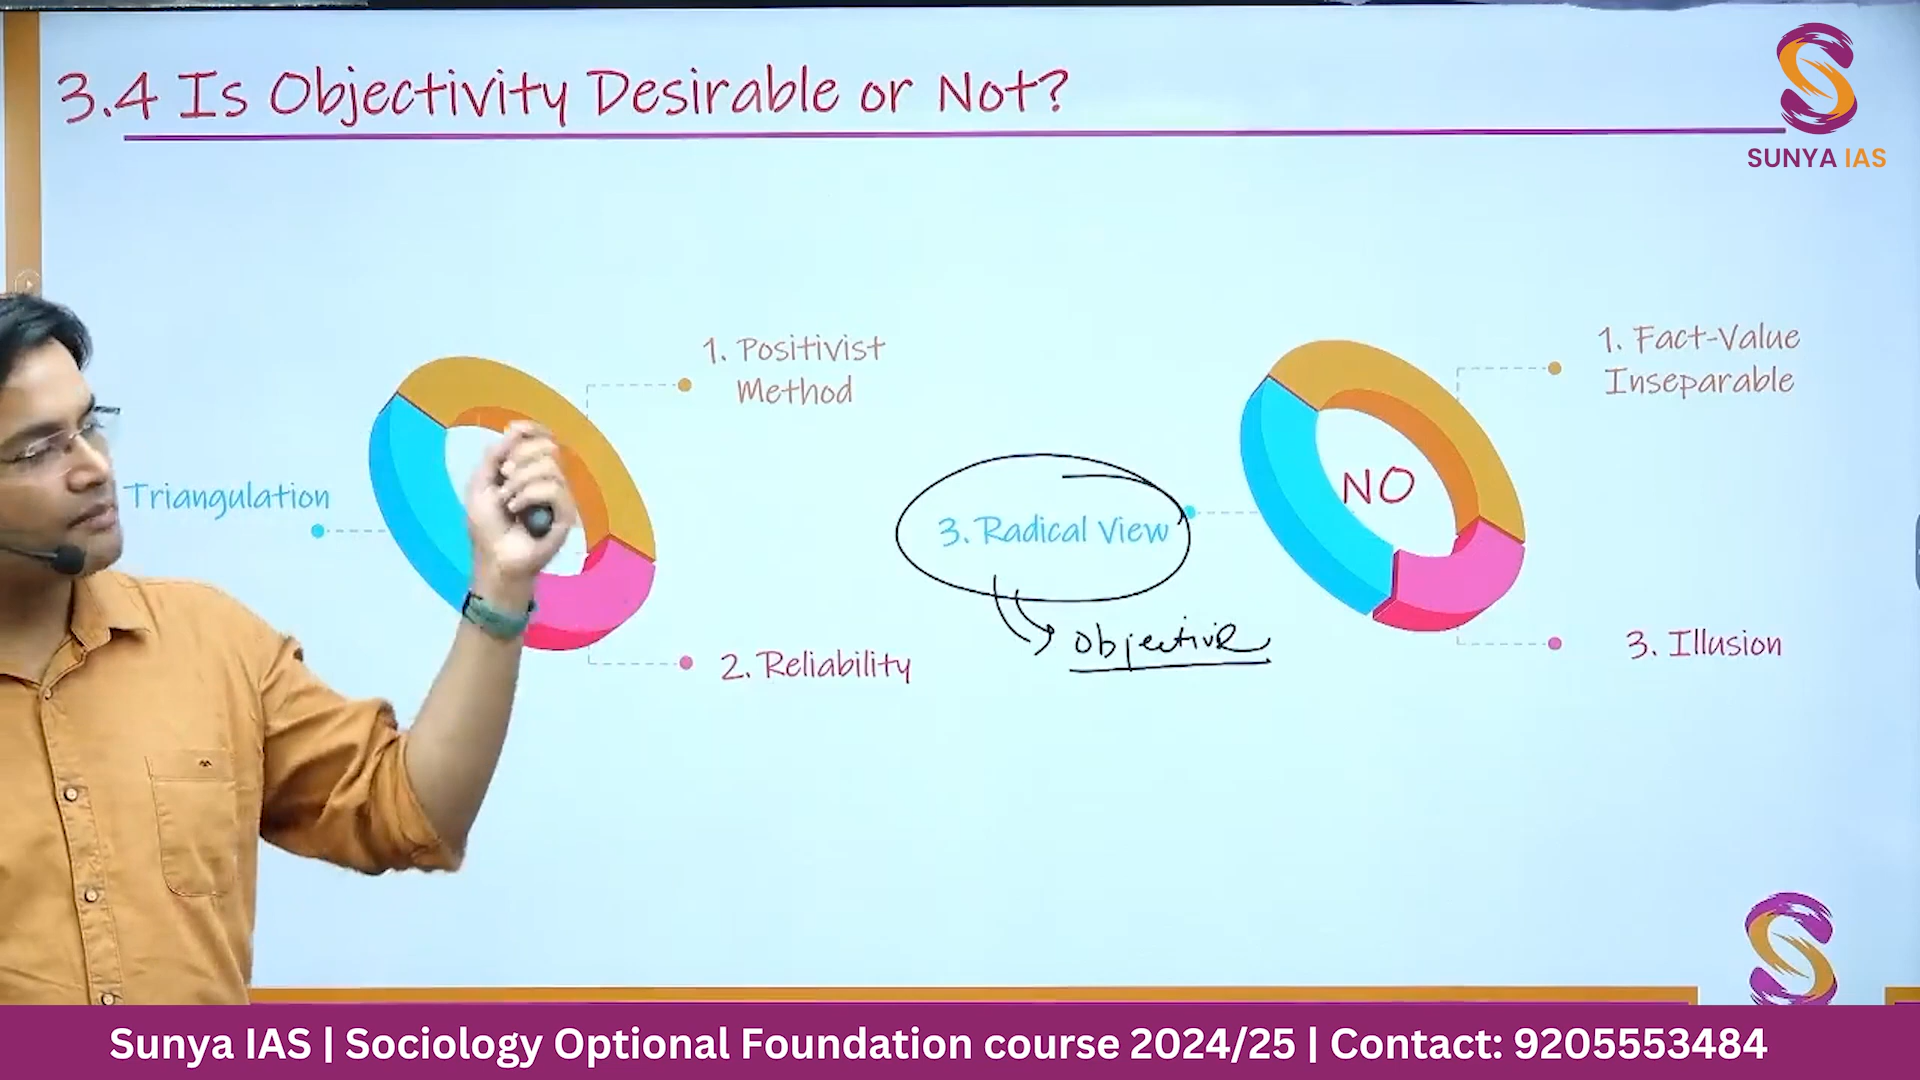 3.4 Is Objectivity Desirable or Not?
SUNYA IAS
1. Positivist
Method
Triangulation
2. Reliability
1. Fact-Value
Inseparable
NO
3. Radical View
Objective
3. Illusion
Sunya IAS | Sociology Optional Foundation course 2024/25 | Contact: 9205553484